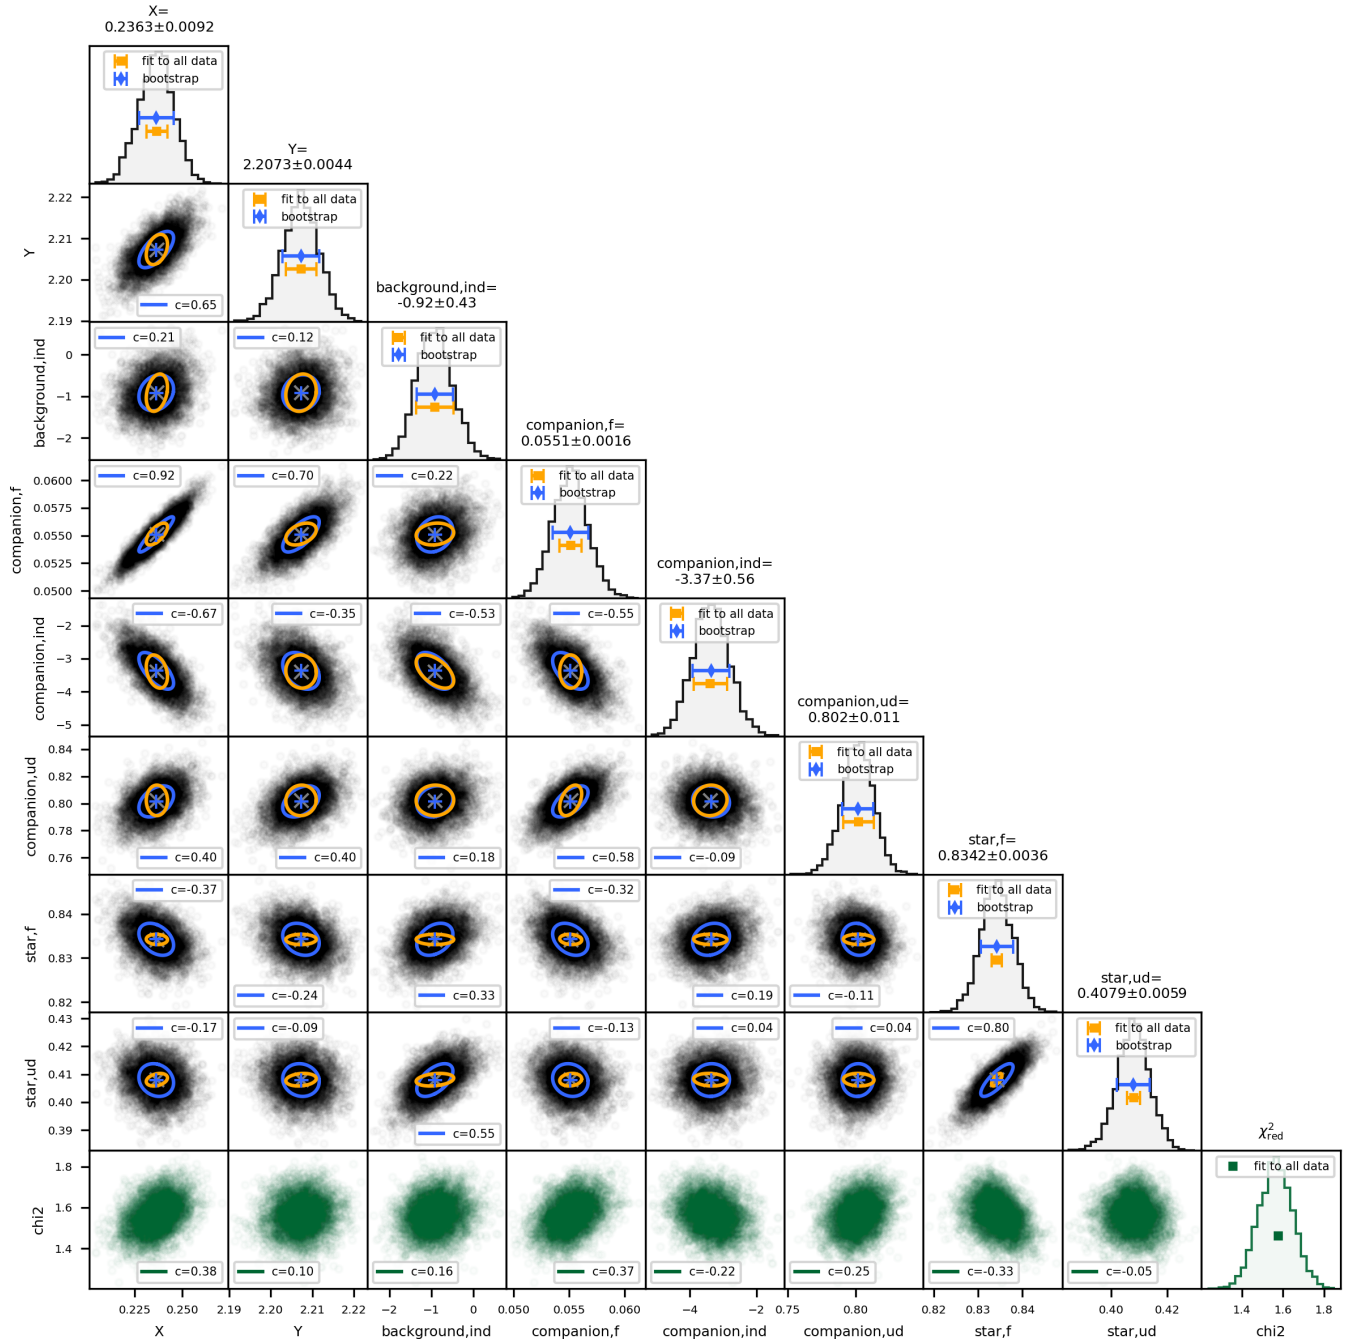 X=
0.2363±0.0092
fit to all data
bootstrap
Y=
2.2073±0.0044
2.22
2.21
2.20
2.19
Y
c=0.65
fit to all data
bootstrap
background,ind=
-0.92±0.43
0
−1
−2
background,ind
c=0.21
c=0.12
fit to all data
bootstrap
companion,f=
0.0551±0.0016
0.0600
0.0575
0.0550
0.0525
0.0500
companion,f
c=0.92
c=0.70
c=0.22
fit to all data
bootstrap
companion,ind=
-3.37±0.56
−2
−3
−4
−5
companion,ind
c=-0.67
c=-0.35
c=-0.53
c=-0.55
fit to all data
bootstrap
companion,ud=
0.802±0.011
0.84
0.82
0.80
0.78
0.76
companion,ud
c=0.40
c=0.40
c=0.18
c=0.58
c=-0.09
fit to all data
bootstrap
star,f=
0.8342±0.0036
0.84
0.83
0.82
star,f
c=-0.37
c=-0.24
c=0.33
c=-0.32
c=0.19
c=-0.11
fit to all data
bootstrap
star,ud=
0.4079±0.0059
0.43
0.42
0.41
0.40
0.39
star,ud
c=-0.17
c=-0.09
c=0.55
c=-0.13
c=0.04
c=0.04
c=0.80
fit to all data
bootstrap
χ²red
1.8
1.6
1.4
chi2
c=0.38
c=0.10
c=0.16
c=0.37
c=-0.22
c=0.25
c=-0.33
c=-0.05
fit to all data
0.225 0.250 2.19 2.20 2.21 2.22 −2 −1 0 0.050 0.055 0.060 −4 −2 0.75 0.80 0.82 0.83 0.84 0.40 0.42 1.4 1.6 1.8
X Y background,ind companion,f companion,ind companion,ud star,f star,ud chi2